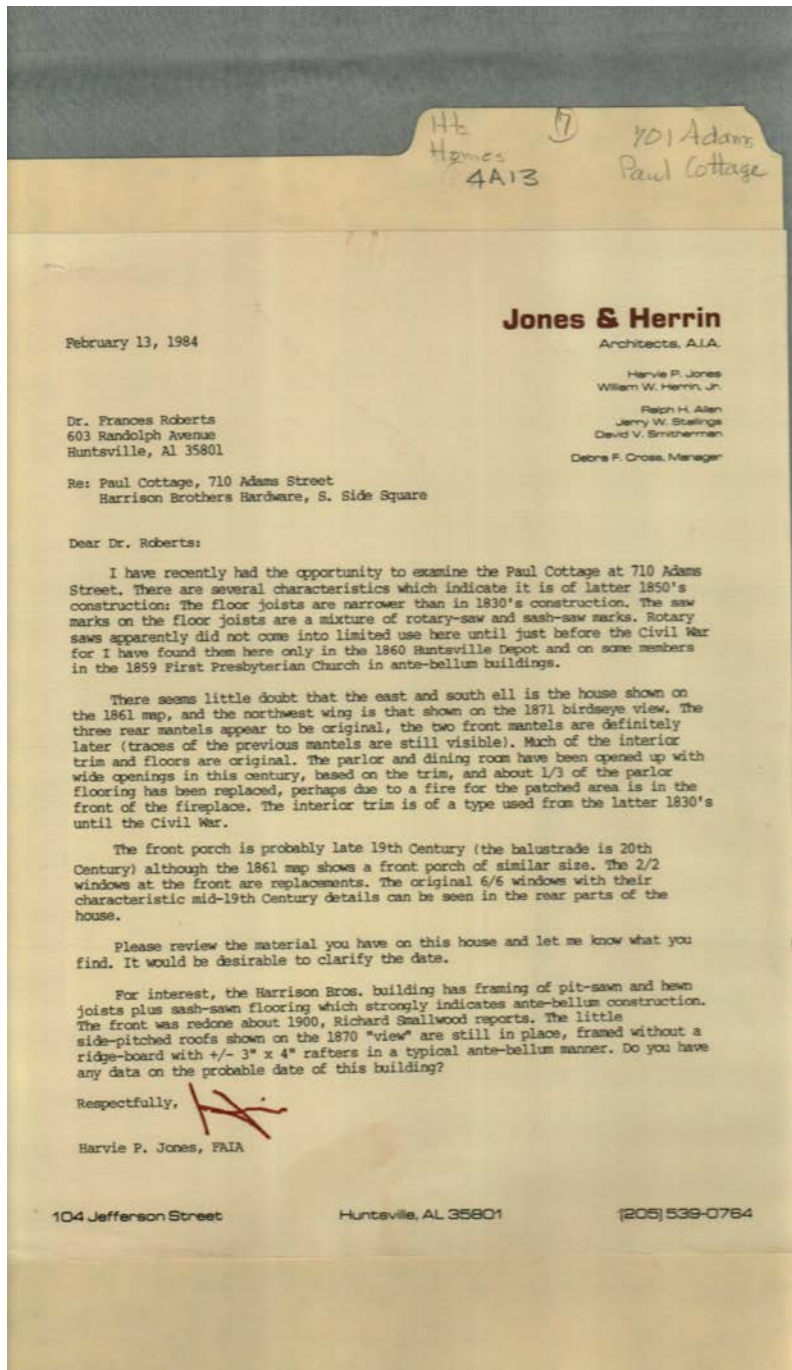 Hts
Homes
4A13
7
701 Adams
Paul Cottage
Jones & Herrin
Architects, A.I.A.
February 13, 1984
Harvie P. Jones
William W. Herrin, Jr.
Ralph H. Allen
Jerry W. Stallings
David V. Smitherman
Debra F. Cross, Manager
Dr. Frances Roberts
603 Randolph Avenue
Huntsville, Al 35801
Re: Paul Cottage, 710 Adams Street
Harrison Brothers Hardware, S. Side Square
Dear Dr. Roberts:
I have recently had the opportunity to examine the Paul Cottage at 710 Adams
Street. There are several characteristics which indicate it is of latter 1850's
construction: The floor joists are narrower than in 1830's construction. The saw
marks on the floor joists are a mixture of rotary-saw and sash-saw marks. Rotary
saws apparently did not come into limited use here until just before the Civil War
for I have found them here only in the 1860 Huntsville Depot and on some members
in the 1859 First Presbyterian Church in ante-bellum buildings.
There seems little doubt that the east and south ell is the house shown on
the 1861 map, and the northwest wing is that shown on the 1871 birdseye view. The
three rear mantels appear to be original, the two front mantels are definitely
later (traces of the previous mantels are still visible). Much of the interior
trim and floors are original. The parlor and dining room have been opened up with
wide openings in this century, based on the trim, and about 1/3 of the parlor
flooring has been replaced, perhaps due to a fire for the patched area is in the
front of the fireplace. The interior trim is of a type used from the latter 1830's
until the Civil War.
The front porch is probably late 19th Century (the balustrade is 20th
Century) although the 1861 map shows a front porch of similar size. The 2/2
windows at the front are replacements. The original 6/6 windows with their
characteristic mid-19th Century details can be seen in the rear parts of the
house.
Please review the material you have on this house and let me know what you
find. It would be desirable to clarify the date.
For interest, the Harrison Bros. building has framing of pit-sawn and hewn
joists plus sash-sawn flooring which strongly indicates ante-bellum construction.
The front was redone about 1900, Richard Smallwood reports. The little
side-pitched roofs shown on the 1870 "view" are still in place, framed without a
ridge-board with +/- 3" x 4" rafters in a typical ante-bellum manner. Do you have
any data on the probable date of this building?
Respectfully,
Harvie P. Jones, FAIA
104 Jefferson Street
Huntsville, AL 35801
(205) 539-0764